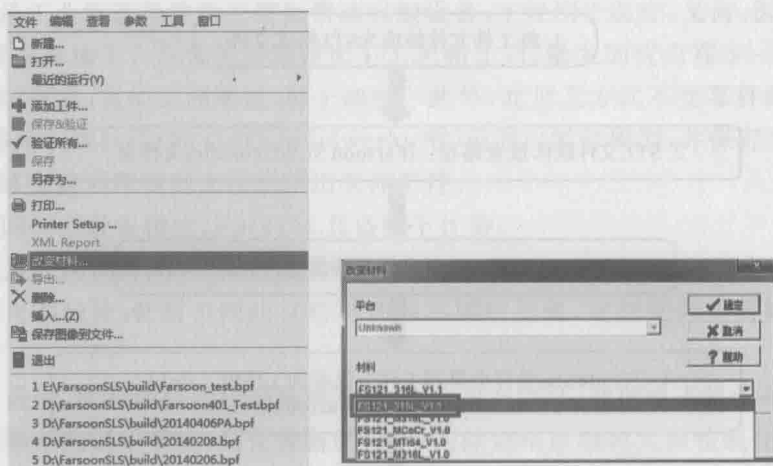 文件 编辑 查看 参数 工具 窗口
新建...
打开...
最近的运行(Y)
添加工件...
保存&验证
验证所有...
保存
另存为...
打印...
Printer Setup ...
XML Report
改变材料...
导出...
删除...
插入...(Z)
保存图像到文件...
退出
1 E:\FarsoonSLS\build\Farsoon_test.bpf
2 D:\FarsoonSLS\build\Farsoon401_Test.bpf
3 D:\FarsoonSLS\build\20140406PA.bpf
4 D:\FarsoonSLS\build\20140208.bpf
5 D:\FarsoonSLS\build\20140206.bpf
改变材料
平台
Unknown
材料
FS121_316L_V1.1
FS121_316L_V1.1
FS121_MCoCr_V1.0
FS121_MTi64_V1.0
FS121_M316L_V1.0
确定
取消
帮助